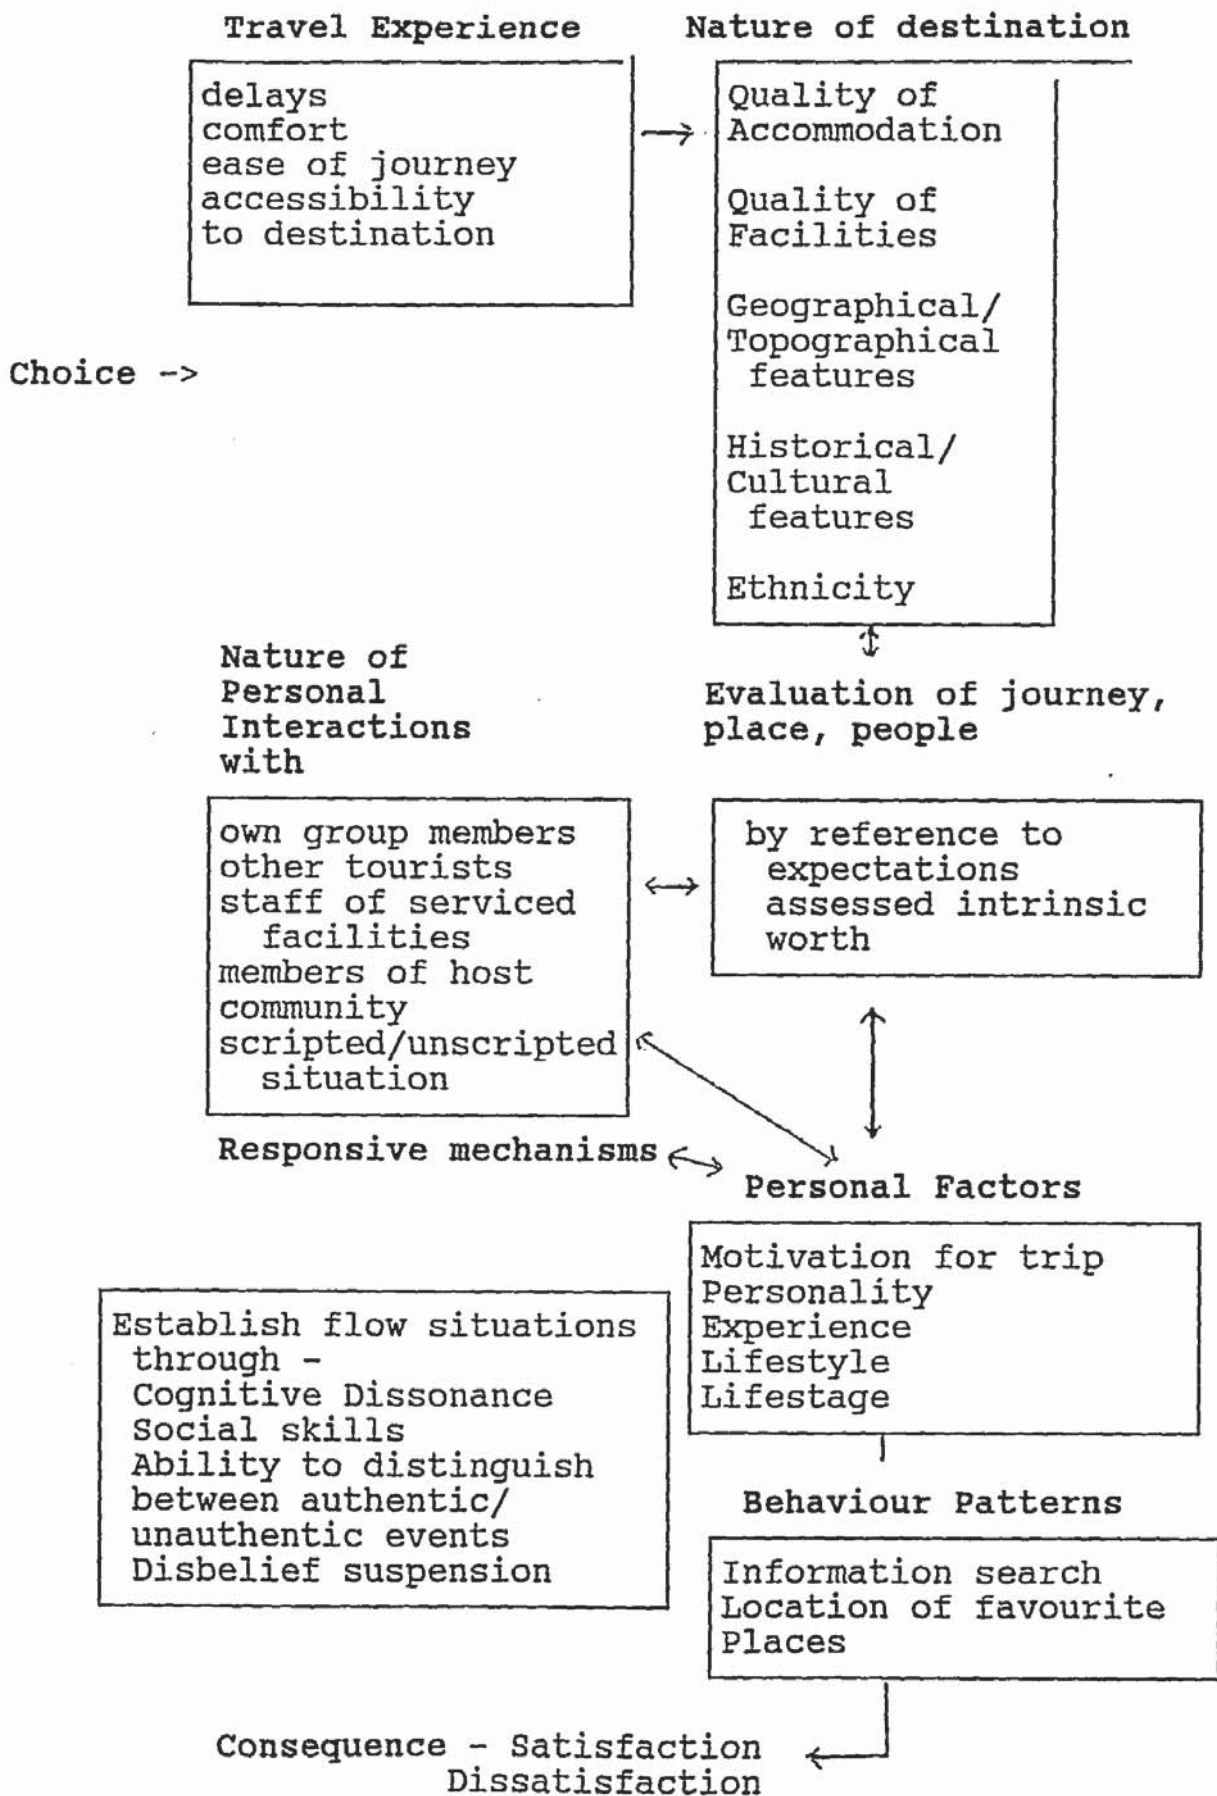 Travel Experience
Nature of destination
delays
comfort
ease of journey
accessibility
to destination
Quality of
Accommodation
Quality of
Facilities
Geographical/
Topographical
features
Historical/
Cultural
features
Ethnicity
Choice ->
Nature of
Personal
Interactions
with
Evaluation of journey,
place, people
own group members
other tourists
staff of serviced
facilities
members of host
community
scripted/unscripted
situation
by reference to
expectations
assessed intrinsic
worth
Responsive mechanisms
Personal Factors
Motivation for trip
Personality
Experience
Lifestyle
Lifestage
Establish flow situations
through -
Cognitive Dissonance
Social skills
Ability to distinguish
between authentic/
unauthentic events
Disbelief suspension
Behaviour Patterns
Information search
Location of favourite
Places
Consequence - Satisfaction
Dissatisfaction